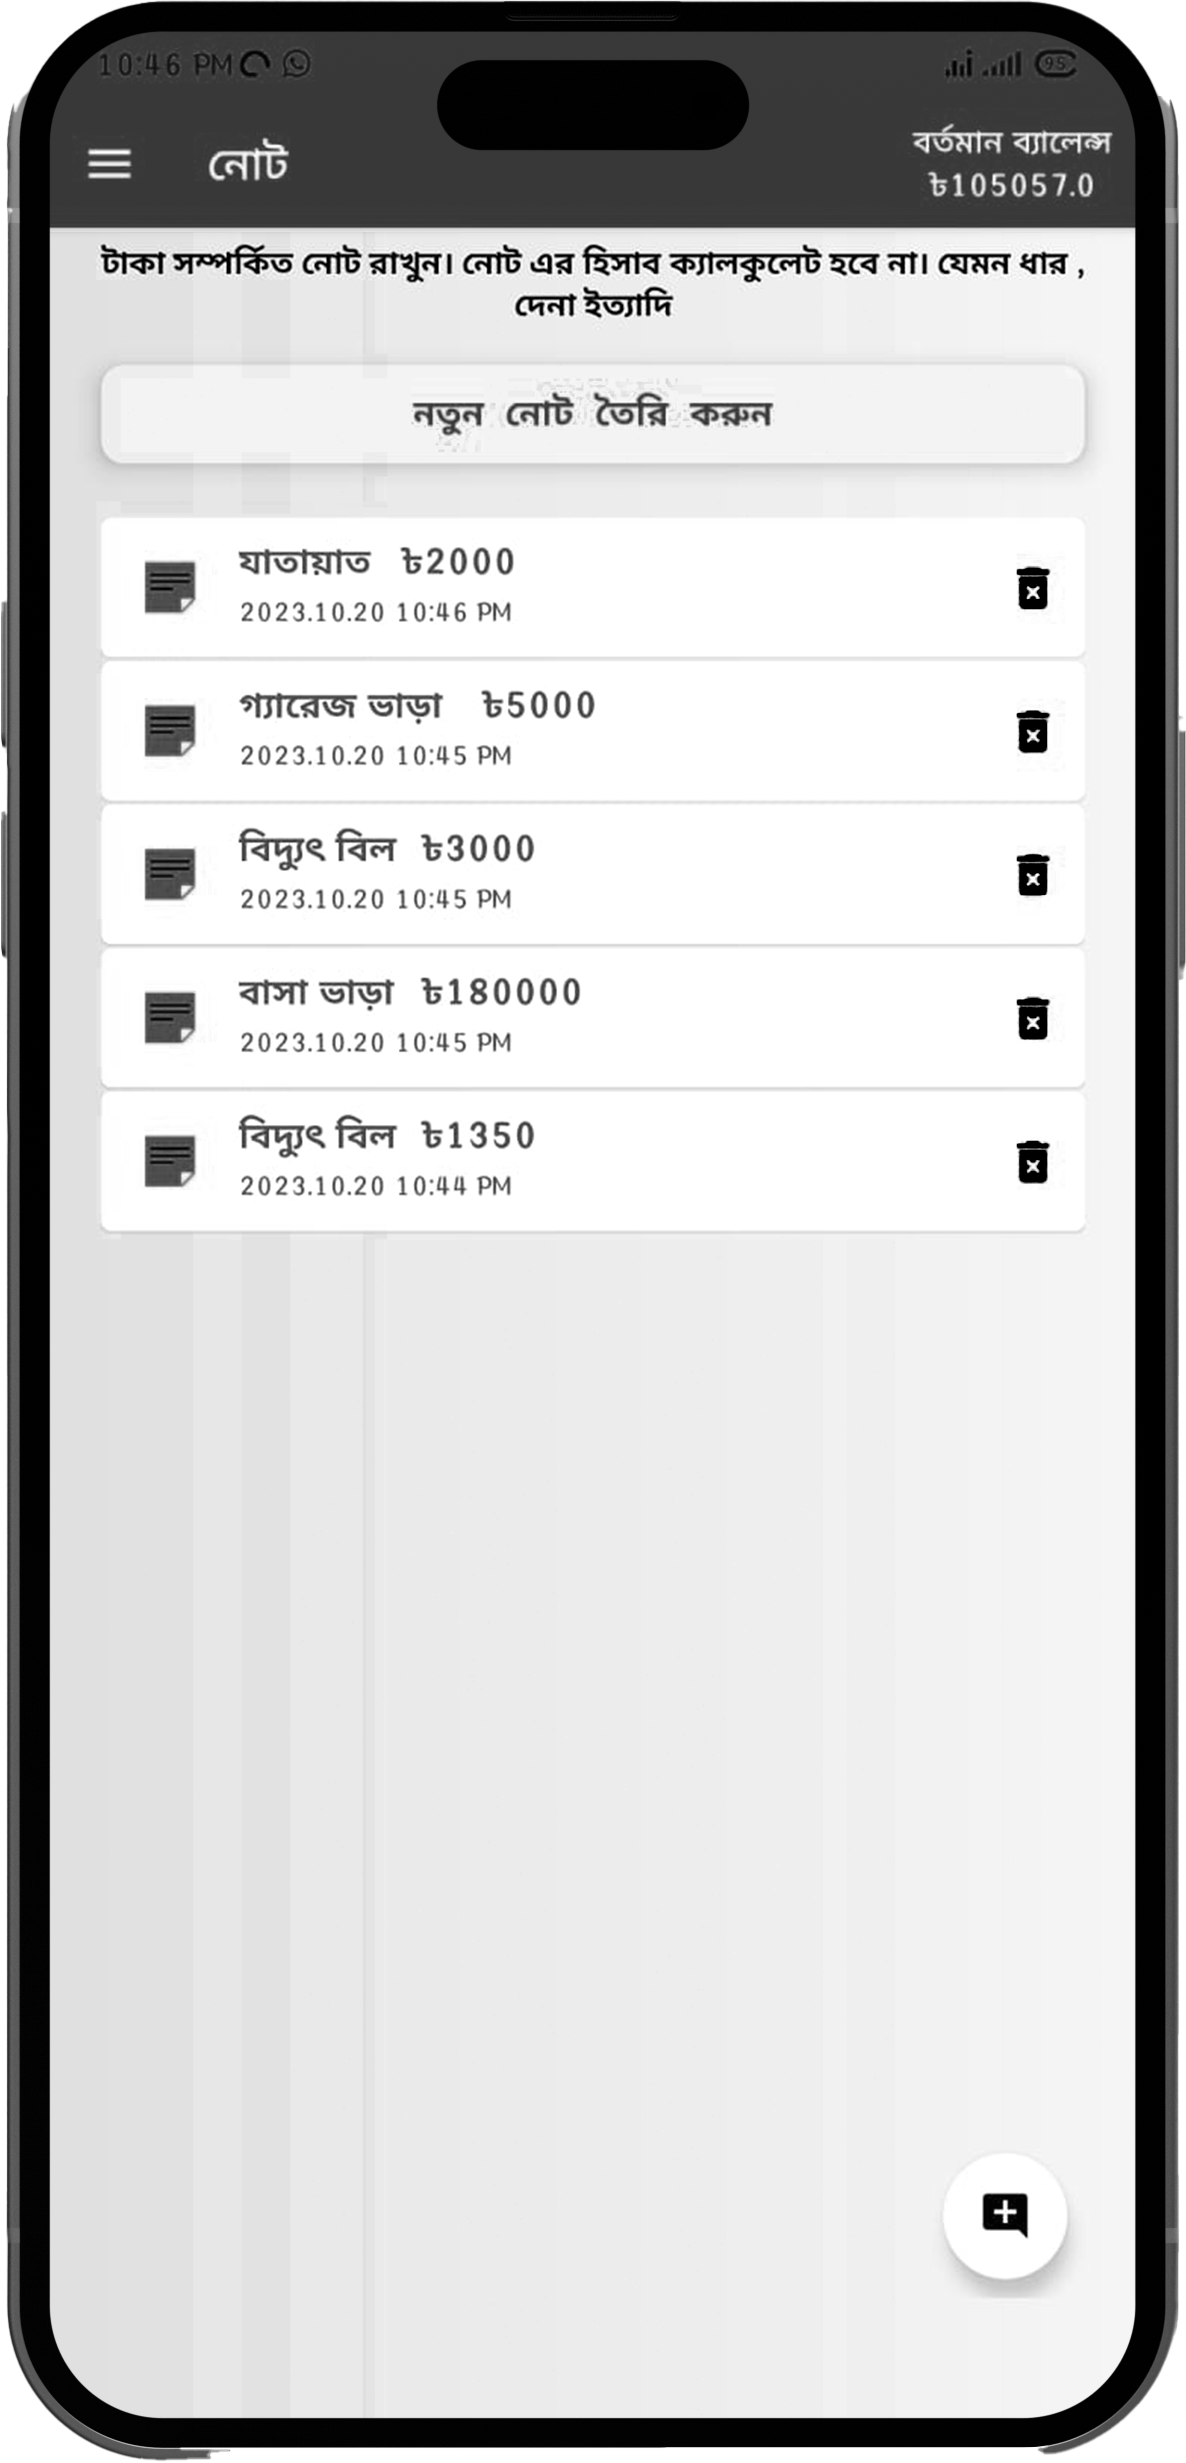 10:46 PM
95
নোট
বর্তমান ব্যালেন্স
৳105057.0
টাকা সম্পর্কিত নোট রাখুন। নোট এর হিসাব ক্যালকুলেট হবে না। যেমন ধার ,
দেনা ইত্যাদি
নতুন নোট তৈরি করুন
যাতায়াত ৳2000
2023.10.20 10:46 PM
গ্যারেজ ভাড়া ৳5000
2023.10.20 10:45 PM
বিদ্যুৎ বিল ৳3000
2023.10.20 10:45 PM
বাসা ভাড়া ৳180000
2023.10.20 10:45 PM
বিদ্যুৎ বিল ৳1350
2023.10.20 10:44 PM